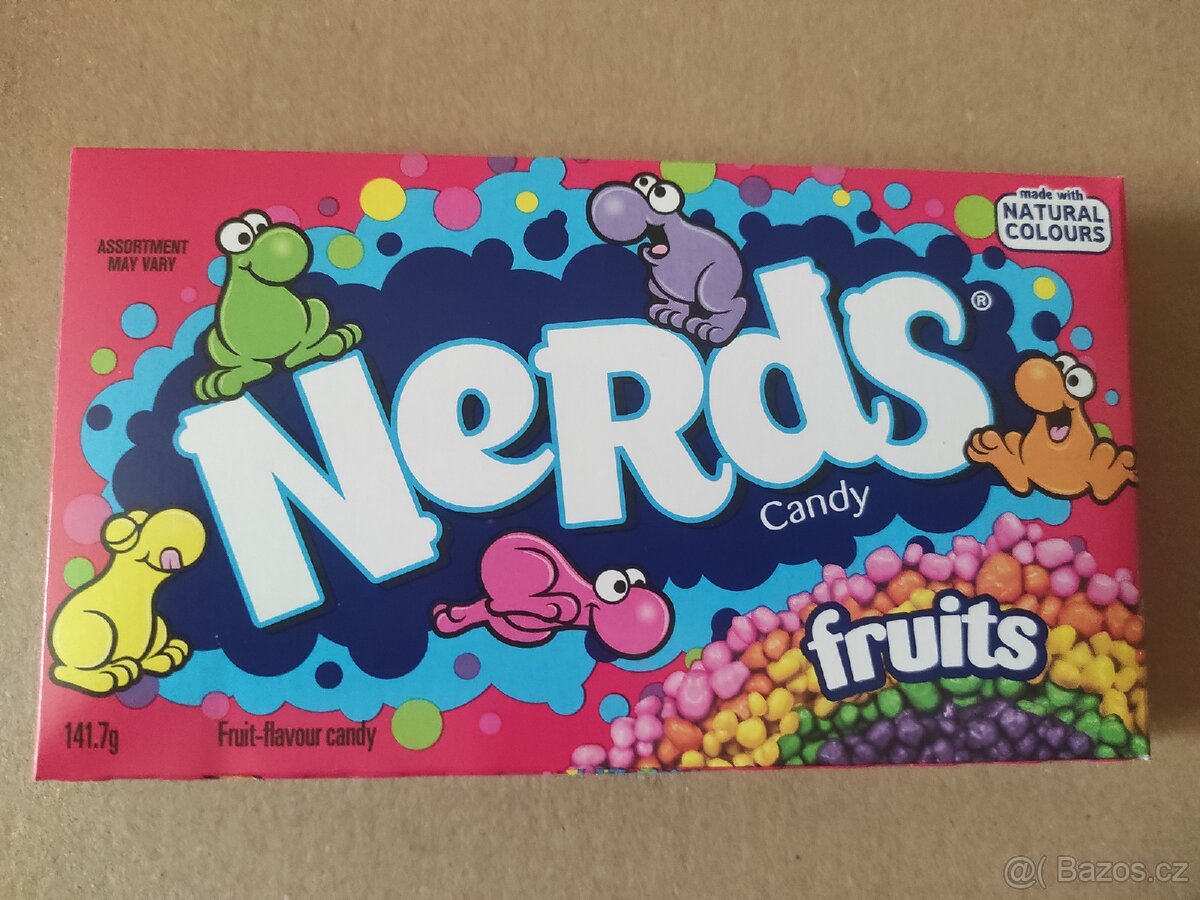 ASSORTMENT
MAY VARY
made with
NATURAL
COLOURS
NeRdS®
Candy
fruits
141.7g
Fruit-flavour candy
@( Bazos.cz